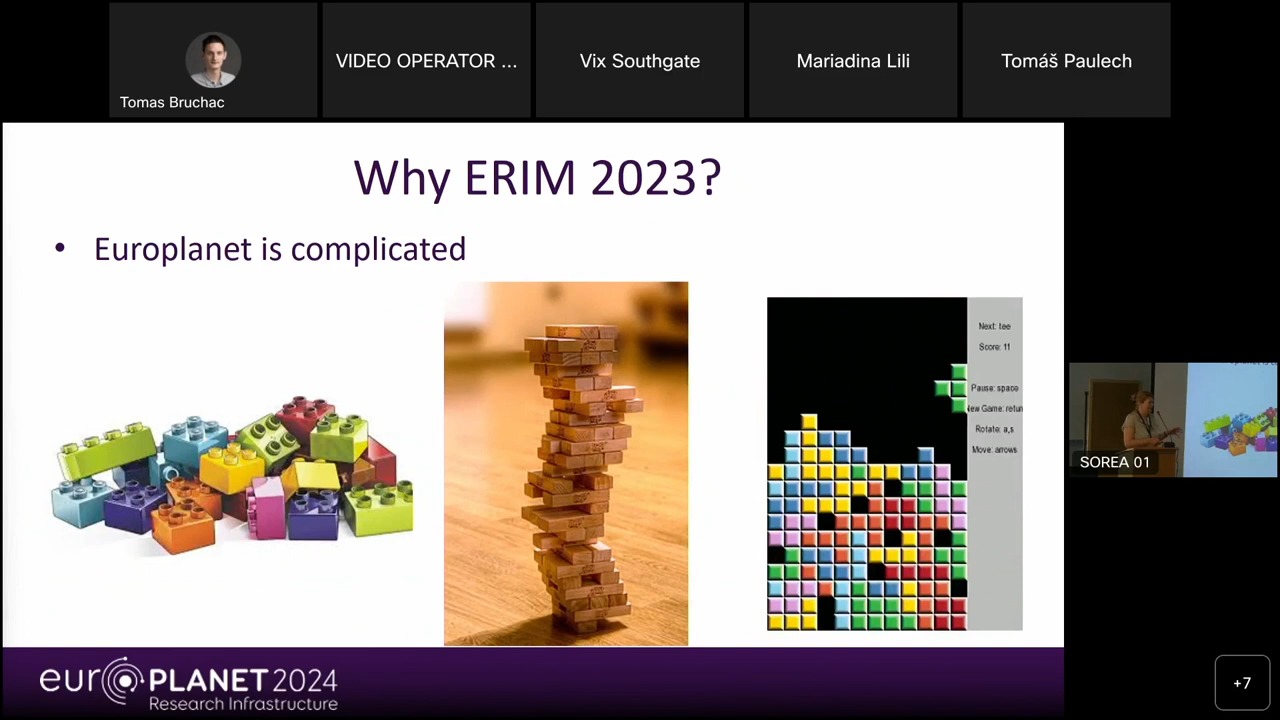 Tomas Bruchac
VIDEO OPERATOR ...
Vix Southgate
Mariadina Lili
Tomáš Paulech
Why ERIM 2023?
• Europlanet is complicated
Next: tee
Score: 11
Pause: space
New Game: retur
Rotate: a,s
Move: arrows
SOREA 01
euroPLANET 2024
Research Infrastructure
+7